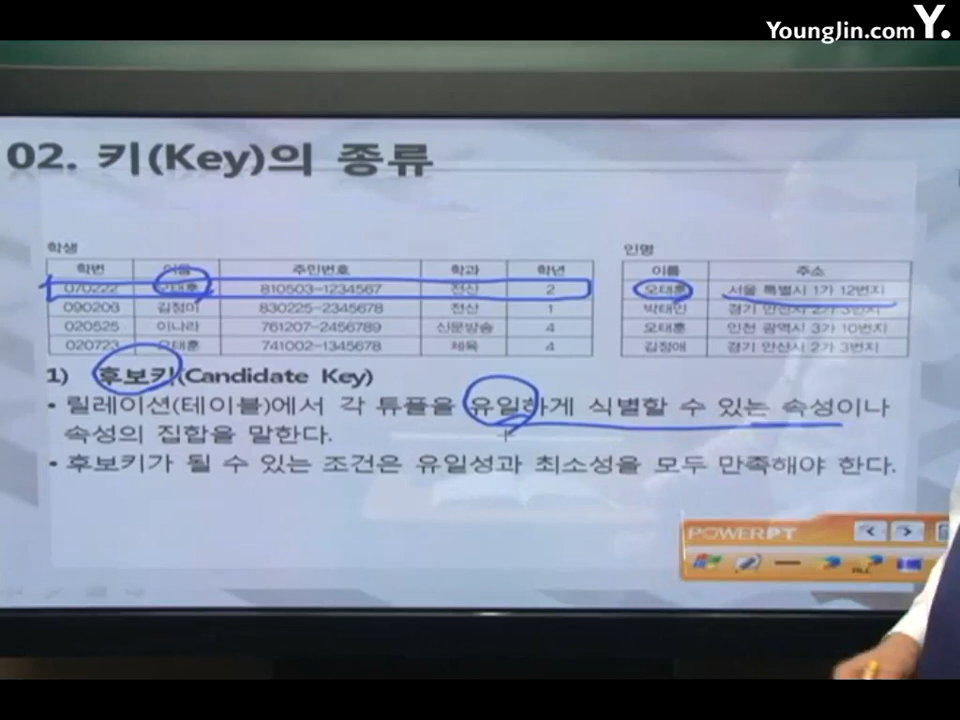 YoungJin.com Y.
02. 키(Key)의 종류
학생
인명
학번 이름 주민번호 학과 학년
이름 주소
070222 오태훈 810503-1234567 전산 2
오태훈 서울 특별시 1가 12번지
090208 김정미 830225-2345678 전산 1
박태인 경기 안산시 2가 3번지
020525 이나라 761207-2456789 신문방송 4
오태훈 인천 광역시 3가 10번지
020723 오태훈 741002-1345678 체육 4
김정애 경기 안산시 2가 3번지
1) 후보키(Candidate Key)
• 릴레이션(테이블)에서 각 튜플을 유일하게 식별할 수 있는 속성이나
속성의 집합을 말한다.
• 후보키가 될 수 있는 조건은 유일성과 최소성을 모두 만족해야 한다.
POWERPT
ALL